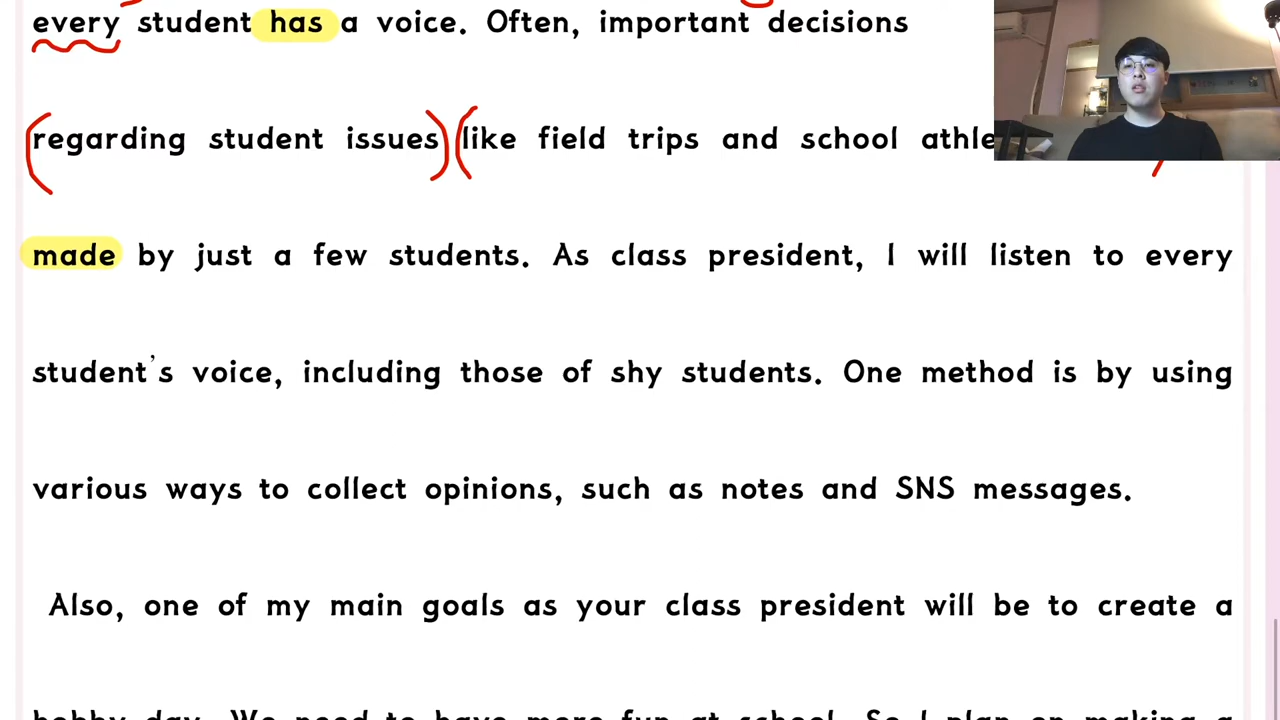 every student has a voice. Often, important decisions
regarding student issues like field trips and school
made by just a few students. As class president, I will listen to every
student's voice, including those of shy students. One method is by using
various ways to collect opinions, such as notes and SNS messages.
Also, one of my main goals as your class president will be to create a
hobby day. We need to have more fun at school. So I plan on making a